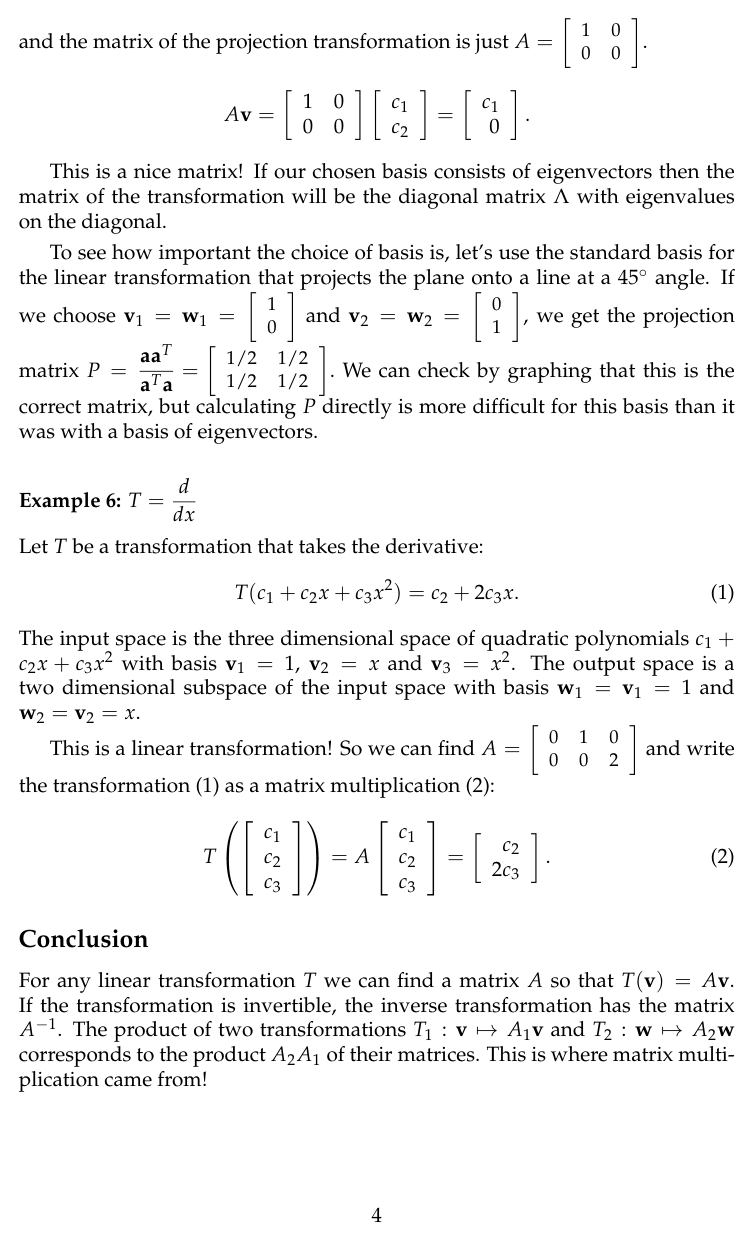 and the matrix of the projection transformation is just A = [ 1 0 ; 0 0 ].
Av = [ 1 0 ; 0 0 ] [ c₁ ; c₂ ] = [ c₁ ; 0 ].
This is a nice matrix! If our chosen basis consists of eigenvectors then the
matrix of the transformation will be the diagonal matrix Λ with eigenvalues
on the diagonal.
To see how important the choice of basis is, let's use the standard basis for
the linear transformation that projects the plane onto a line at a 45° angle. If
we choose v₁ = w₁ = [ 1 ; 0 ] and v₂ = w₂ = [ 0 ; 1 ], we get the projection
matrix P = aaᵀ/aᵀa = [ 1/2 1/2 ; 1/2 1/2 ]. We can check by graphing that this is the
correct matrix, but calculating P directly is more difficult for this basis than it
was with a basis of eigenvectors.
Example 6: T = d/dx
Let T be a transformation that takes the derivative:
T(c₁ + c₂x + c₃x²) = c₂ + 2c₃x. (1)
The input space is the three dimensional space of quadratic polynomials c₁ +
c₂x + c₃x² with basis v₁ = 1, v₂ = x and v₃ = x². The output space is a
two dimensional subspace of the input space with basis w₁ = v₁ = 1 and
w₂ = v₂ = x.
This is a linear transformation! So we can find A = [ 0 1 0 ; 0 0 2 ] and write
the transformation (1) as a matrix multiplication (2):
T ( [ c₁ ; c₂ ; c₃ ] ) = A [ c₁ ; c₂ ; c₃ ] = [ c₂ ; 2c₃ ]. (2)
Conclusion
For any linear transformation T we can find a matrix A so that T(v) = Av.
If the transformation is invertible, the inverse transformation has the matrix
A⁻¹. The product of two transformations T₁ : v ↦ A₁v and T₂ : w ↦ A₂w
corresponds to the product A₂A₁ of their matrices. This is where matrix multi-
plication came from!
4